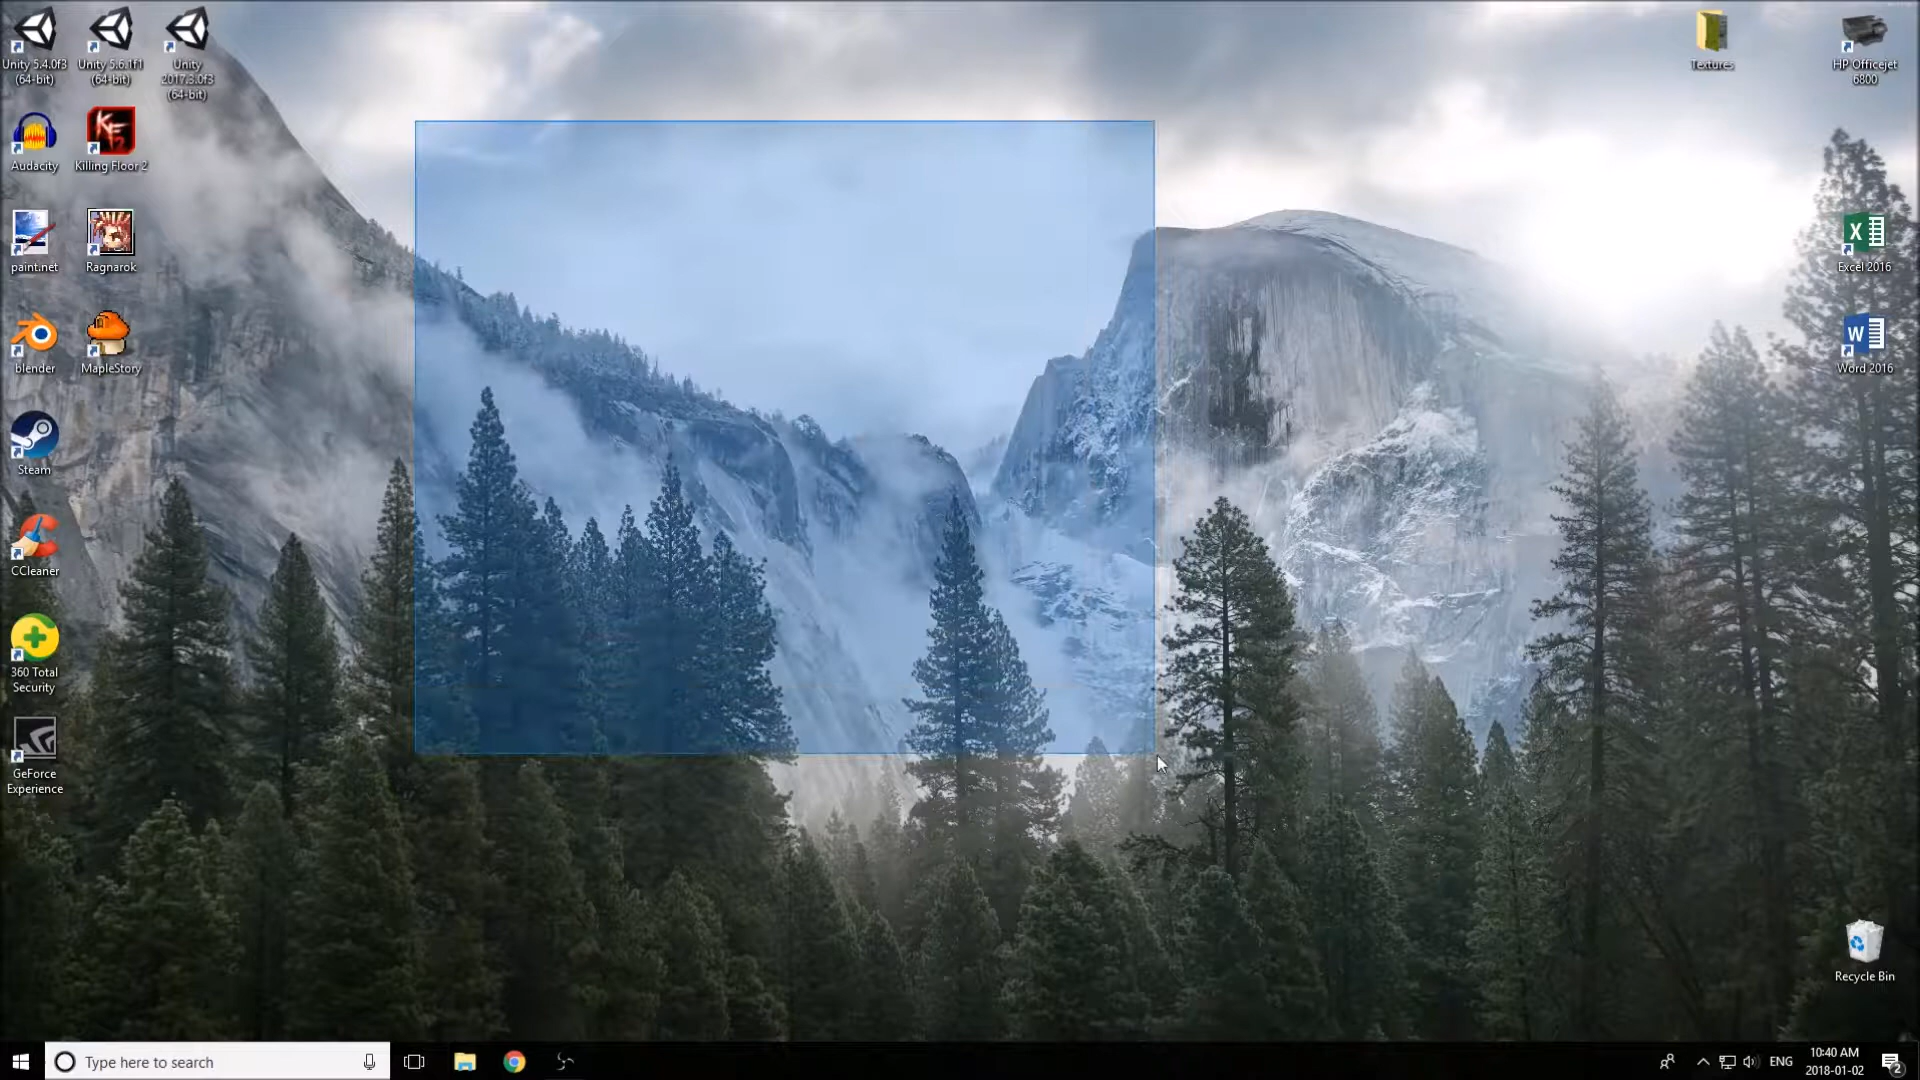 Unity 5.4.0f3
(64-bit)
Unity 5.6.1f1
(64-bit)
Unity
2017.3.0f3
(64-bit)
Textures
HP Officejet
6800
Audacity
Killing Floor 2
paint.net
Ragnarok
Excel 2016
blender
MapleStory
Word 2016
Steam
CCleaner
360 Total
Security
GeForce
Experience
Recycle Bin
Type here to search
ENG
10:40 AM
2018-01-02
2